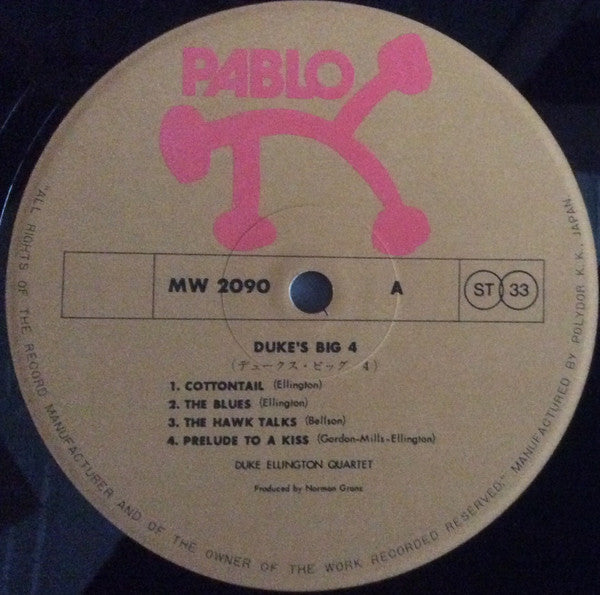 PABLO
MW 2090 A ST 33
DUKE'S BIG 4
(デュークス・ビッグ 4)
1. COTTONTAIL (Ellington)
2. THE BLUES (Ellington)
3. THE HAWK TALKS (Bellson)
4. PRELUDE TO A KISS (Gordon-Mills-Ellington)
DUKE ELLINGTON QUARTET
Produced by Norman Granz
"ALL RIGHTS OF THE RECORD MANUFACTURER AND OF THE OWNER OF THE WORK RECORDED RESERVED." MANUFACTURED BY POLYDOR K.K., JAPAN